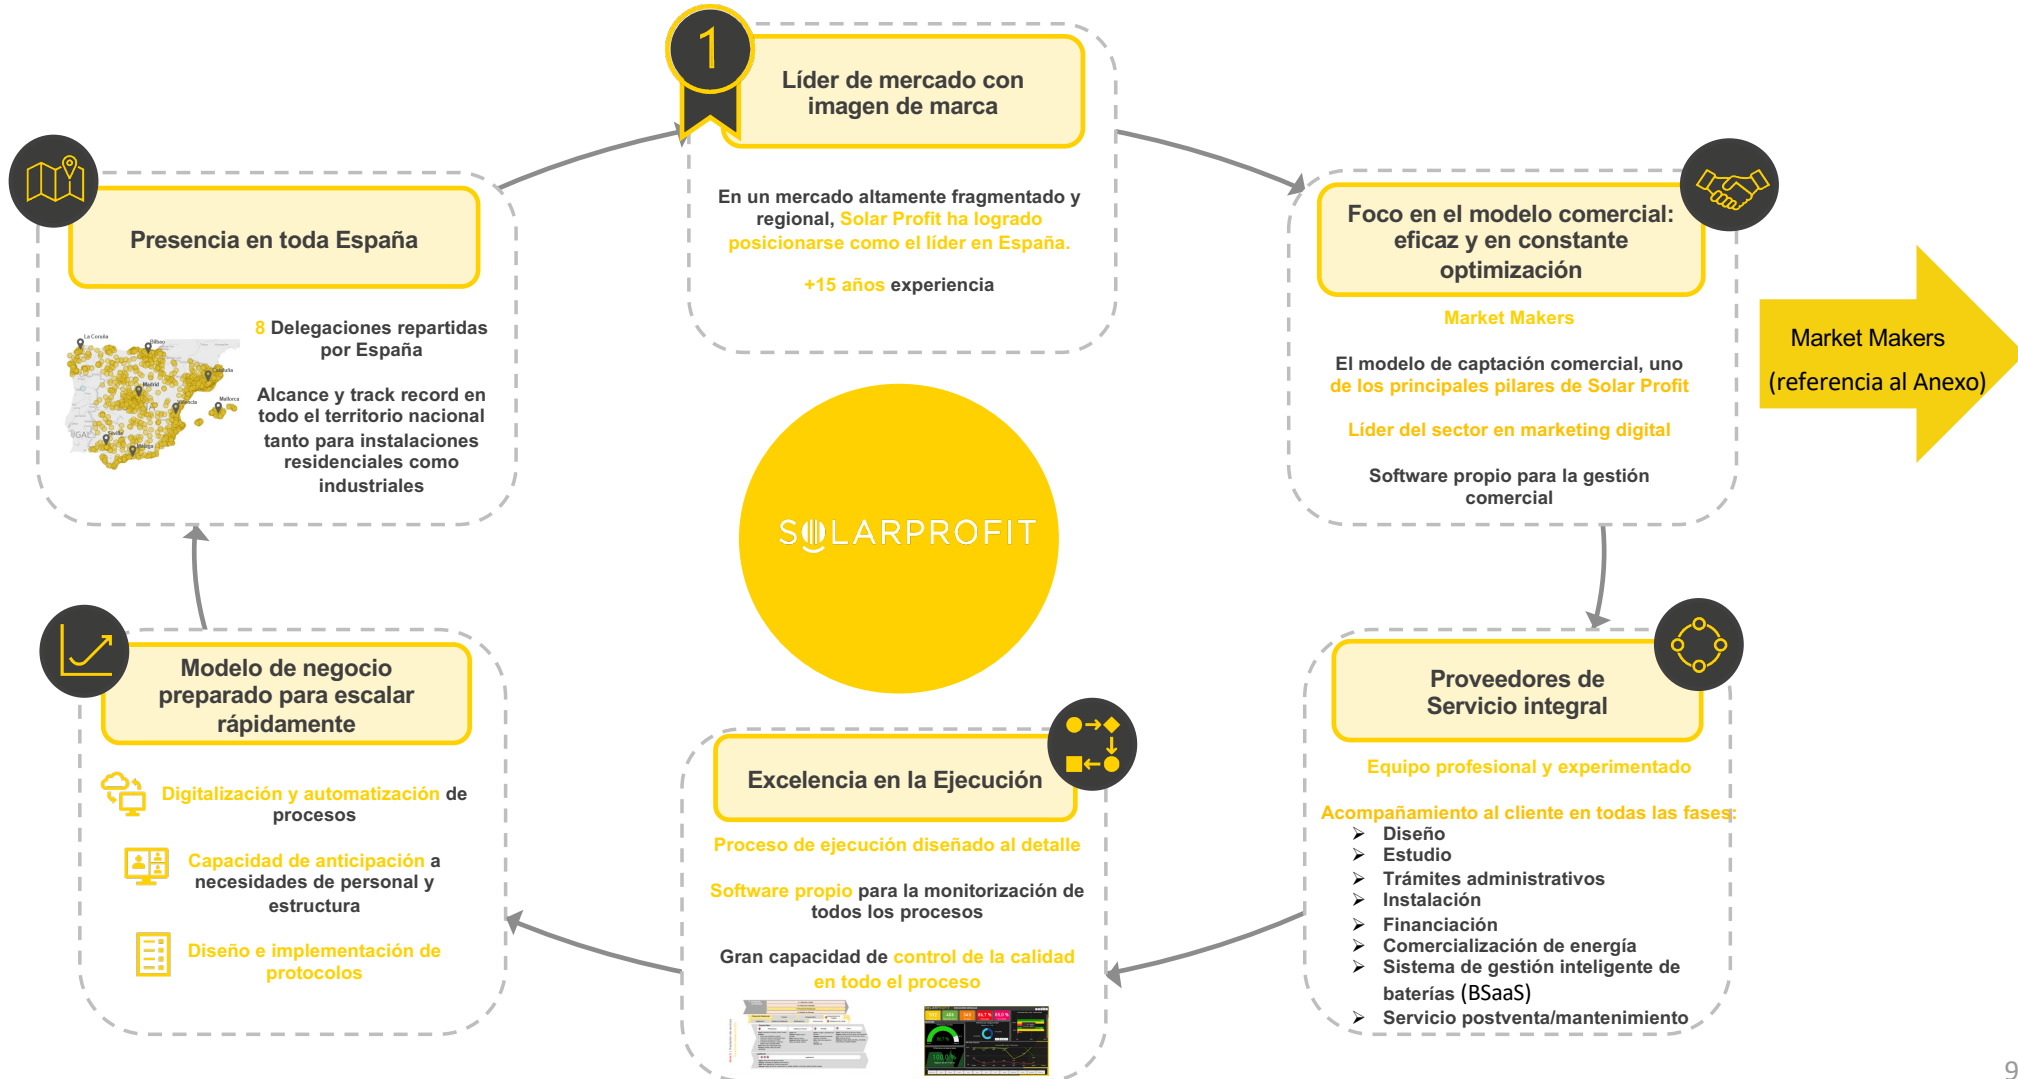 1
Líder de mercado con
imagen de marca
En un mercado altamente fragmentado y
regional, Solar Profit ha logrado
posicionarse como el líder en España.
+15 años experiencia
Presencia en toda España
8 Delegaciones repartidas
por España
Alcance y track record en
todo el territorio nacional
tanto para instalaciones
residenciales como
industriales
La Coruña
Bilbao
Madrid
Mallorca
Foco en el modelo comercial:
eficaz y en constante
optimización
Market Makers
El modelo de captación comercial, uno
de los principales pilares de Solar Profit
Líder del sector en marketing digital
Software propio para la gestión
comercial
Market Makers
(referencia al Anexo)
SOLARPROFIT
Modelo de negocio
preparado para escalar
rápidamente
Digitalización y automatización de
procesos
Capacidad de anticipación a
necesidades de personal y
estructura
Diseño e implementación de
protocolos
Excelencia en la Ejecución
Proceso de ejecución diseñado al detalle
Software propio para la monitorización de
todos los procesos
Gran capacidad de control de la calidad
en todo el proceso
Proveedores de
Servicio integral
Equipo profesional y experimentado
Acompañamiento al cliente en todas las fases:
➢ Diseño
➢ Estudio
➢ Trámites administrativos
➢ Instalación
➢ Financiación
➢ Comercialización de energía
➢ Sistema de gestión inteligente de
baterías (BSaaS)
➢ Servicio postventa/mantenimiento
9